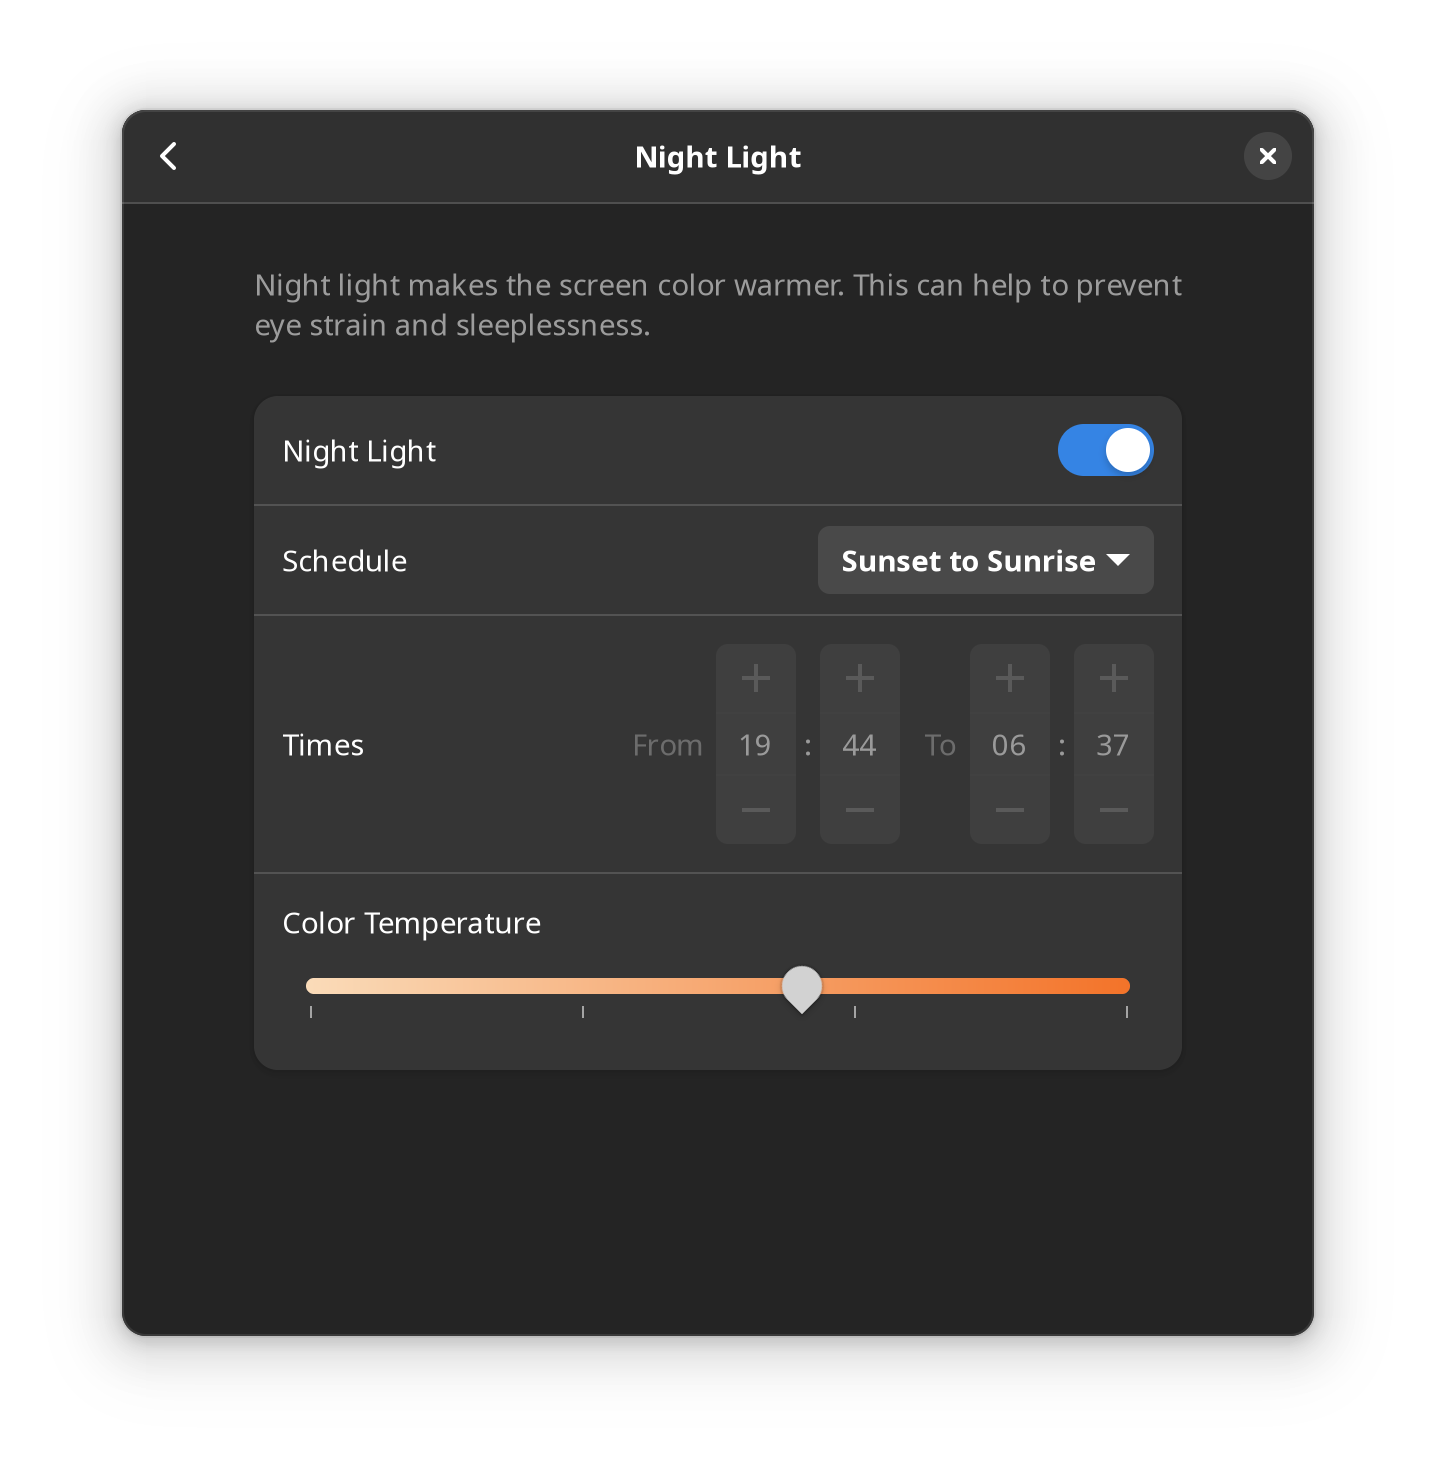 Night Light
Night light makes the screen color warmer. This can help to prevent
eye strain and sleeplessness.
Night Light
Schedule Sunset to Sunrise
Times From 19 : 44 To 06 : 37
Color Temperature